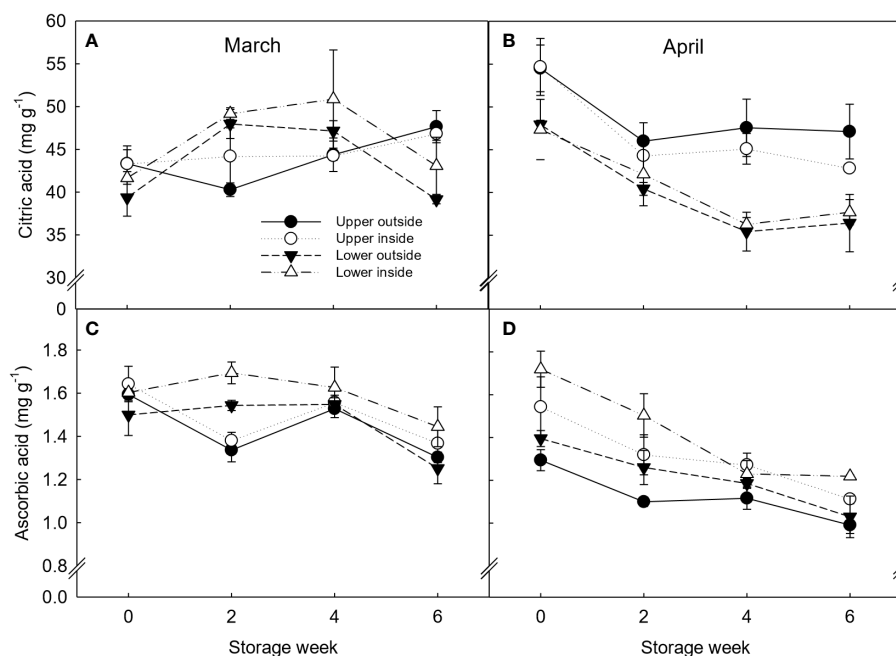 A
March
B
April
Citric acid (mg g⁻¹)
60
55
50
45
40
35
30
0
Upper outside
Upper inside
Lower outside
Lower inside
C
D
Ascorbic acid (mg g⁻¹)
1.8
1.6
1.4
1.2
1.0
0.8
0.0
0 2 4 6
0 2 4 6
Storage week
Storage week